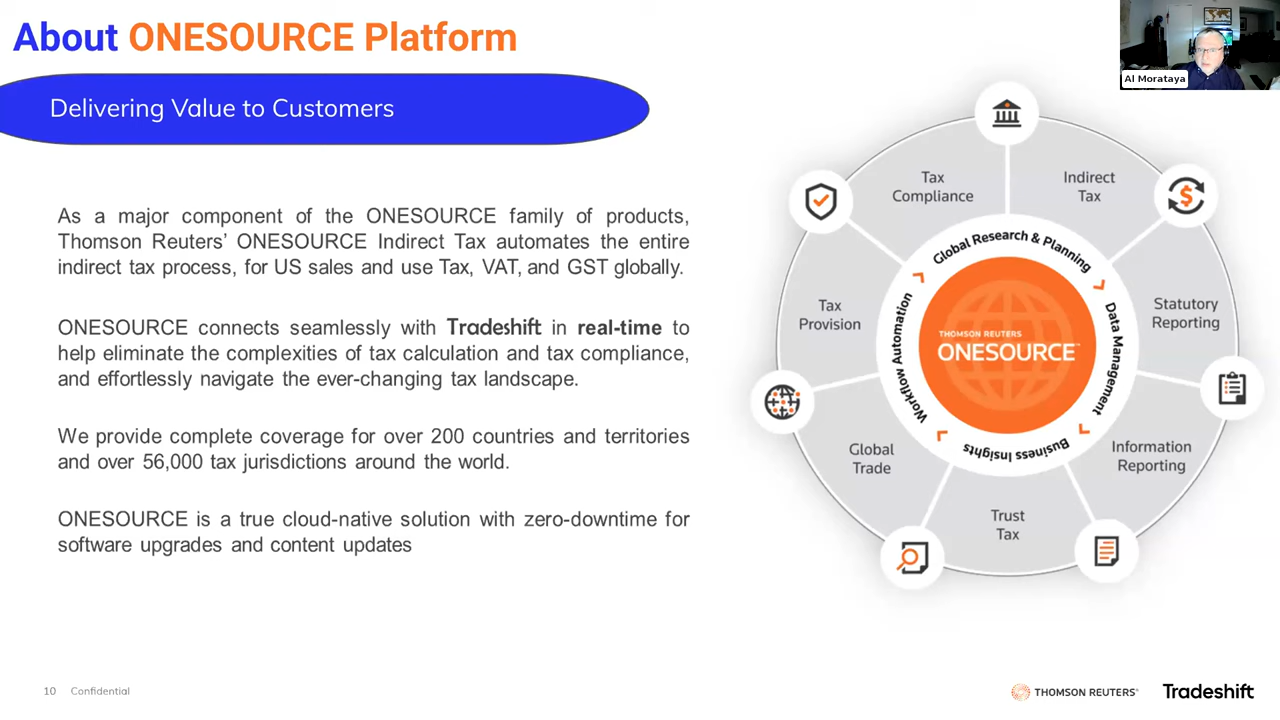 About ONESOURCE Platform
Delivering Value to Customers
Al Morataya
As a major component of the ONESOURCE family of products,
Thomson Reuters’ ONESOURCE Indirect Tax automates the entire
indirect tax process, for US sales and use Tax, VAT, and GST globally.
ONESOURCE connects seamlessly with Tradeshift in real-time to
help eliminate the complexities of tax calculation and tax compliance,
and effortlessly navigate the ever-changing tax landscape.
We provide complete coverage for over 200 countries and territories
and over 56,000 tax jurisdictions around the world.
ONESOURCE is a true cloud-native solution with zero-downtime for
software upgrades and content updates
Tax
Compliance
Indirect
Tax
Statutory
Reporting
Information
Reporting
Trust
Tax
Global
Trade
Tax
Provision
Global Research & Planning
Data Management
Business Insights
Workflow Automation
THOMSON REUTERS
ONESOURCE™
10 Confidential
THOMSON REUTERS®
Tradeshift